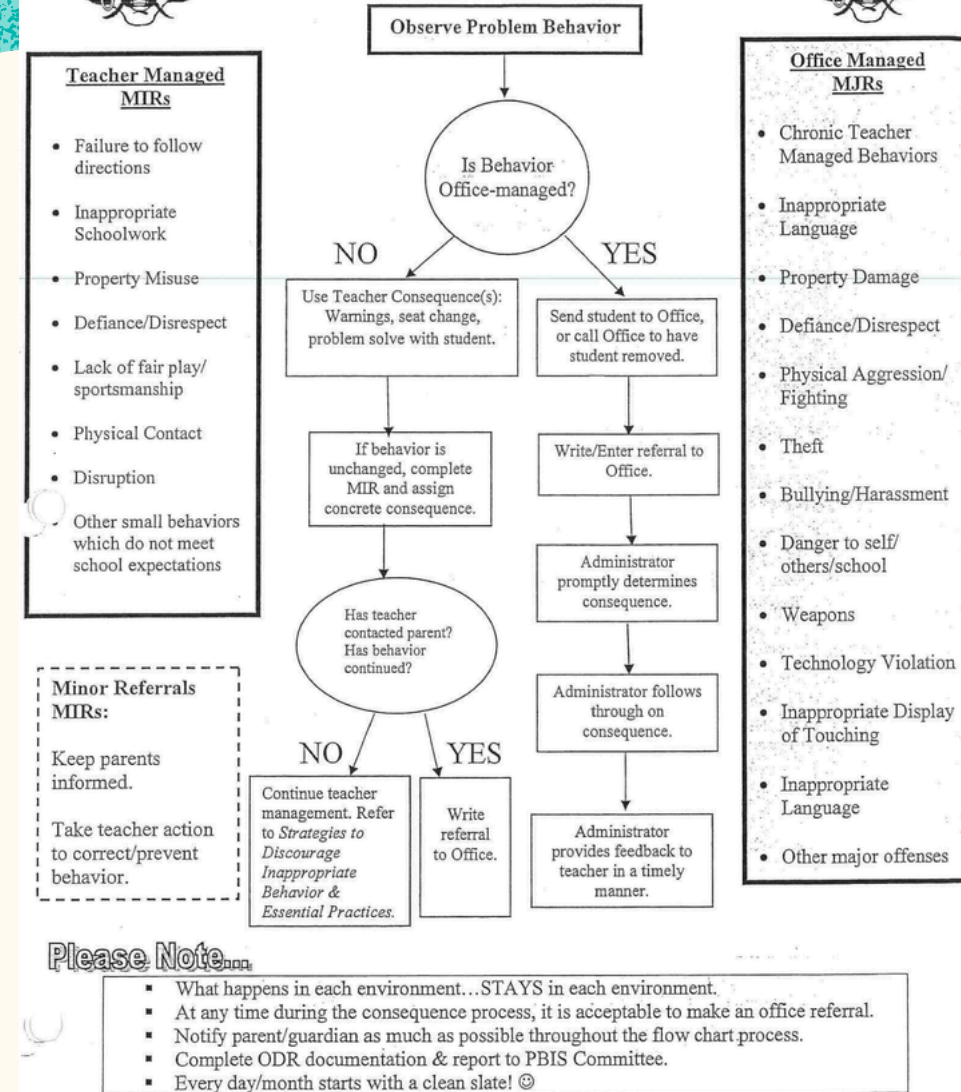 Observe Problem Behavior
Teacher Managed
MIRs
• Failure to follow
directions
• Inappropriate
Schoolwork
• Property Misuse
• Defiance/Disrespect
• Lack of fair play/
sportsmanship
• Physical Contact
• Disruption
• Other small behaviors
which do not meet
school expectations
Is Behavior
Office-managed?
NO
YES
Use Teacher Consequence(s):
Warnings, seat change,
problem solve with student.
Send student to Office,
or call Office to have
student removed.
If behavior is
unchanged, complete
MIR and assign
concrete consequence.
Write/Enter referral to
Office.
Administrator
promptly determines
consequence.
Has teacher
contacted parent?
Has behavior
continued?
Administrator follows
through on
consequence.
NO
YES
Continue teacher
management. Refer
to Strategies to
Discourage
Inappropriate
Behavior &
Essential Practices.
Write
referral
to Office.
Administrator
provides feedback to
teacher in a timely
manner.
Office Managed
MJRs
• Chronic Teacher
Managed Behaviors
• Inappropriate
Language
• Property Damage
• Defiance/Disrespect
• Physical Aggression/
Fighting
• Theft
• Bullying/Harassment
• Danger to self/
others/school
• Weapons
• Technology Violation
• Inappropriate Display
of Touching
• Inappropriate
Language
• Other major offenses
Minor Referrals
MIRs:
Keep parents
informed.
Take teacher action
to correct/prevent
behavior.
Please Note...
▪ What happens in each environment…STAYS in each environment.
▪ At any time during the consequence process, it is acceptable to make an office referral.
▪ Notify parent/guardian as much as possible throughout the flow chart process.
▪ Complete ODR documentation & report to PBIS Committee.
▪ Every day/month starts with a clean slate! ☺